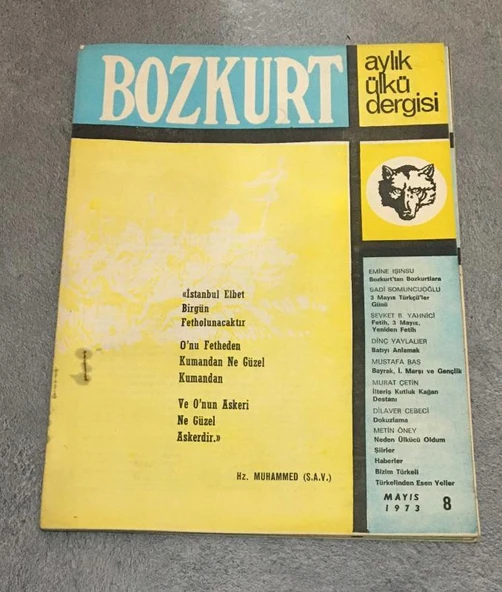 BOZKURT
aylık
ülkü
dergisi
«İstanbul Elbet
Birgün
Fetholunacaktır
O'nu Fetheden
Kumandan Ne Güzel
Kumandan
Ve O'nun Askeri
Ne Güzel
Askerdir.»
Hz. MUHAMMED (S.A.V.)
EMİNE IŞINSU
Bozkurt'tan Bozkurtlara
SADİ SOMUNCUOĞLU
3 Mayıs Türkçü'ler
Günü
ŞEVKET B. YAHNİCİ
Fetih, 3 Mayıs,
Yeniden Fetih
DİNÇ YAYLALIER
Batıyı Anlamak
MUSTAFA BAŞ
Bayrak, İ. Marşı ve Gençlik
MURAT ÇETİN
İlteriş Kutluk Kağan
Destanı
DİLAVER CEBECİ
Dokuzlama
METİN ÖNEY
Neden Ülkücü Oldum
Şiirler
Haberler
Bizim Türkeli
Türkelinden Esen Yeller
MAYIS
1973 8